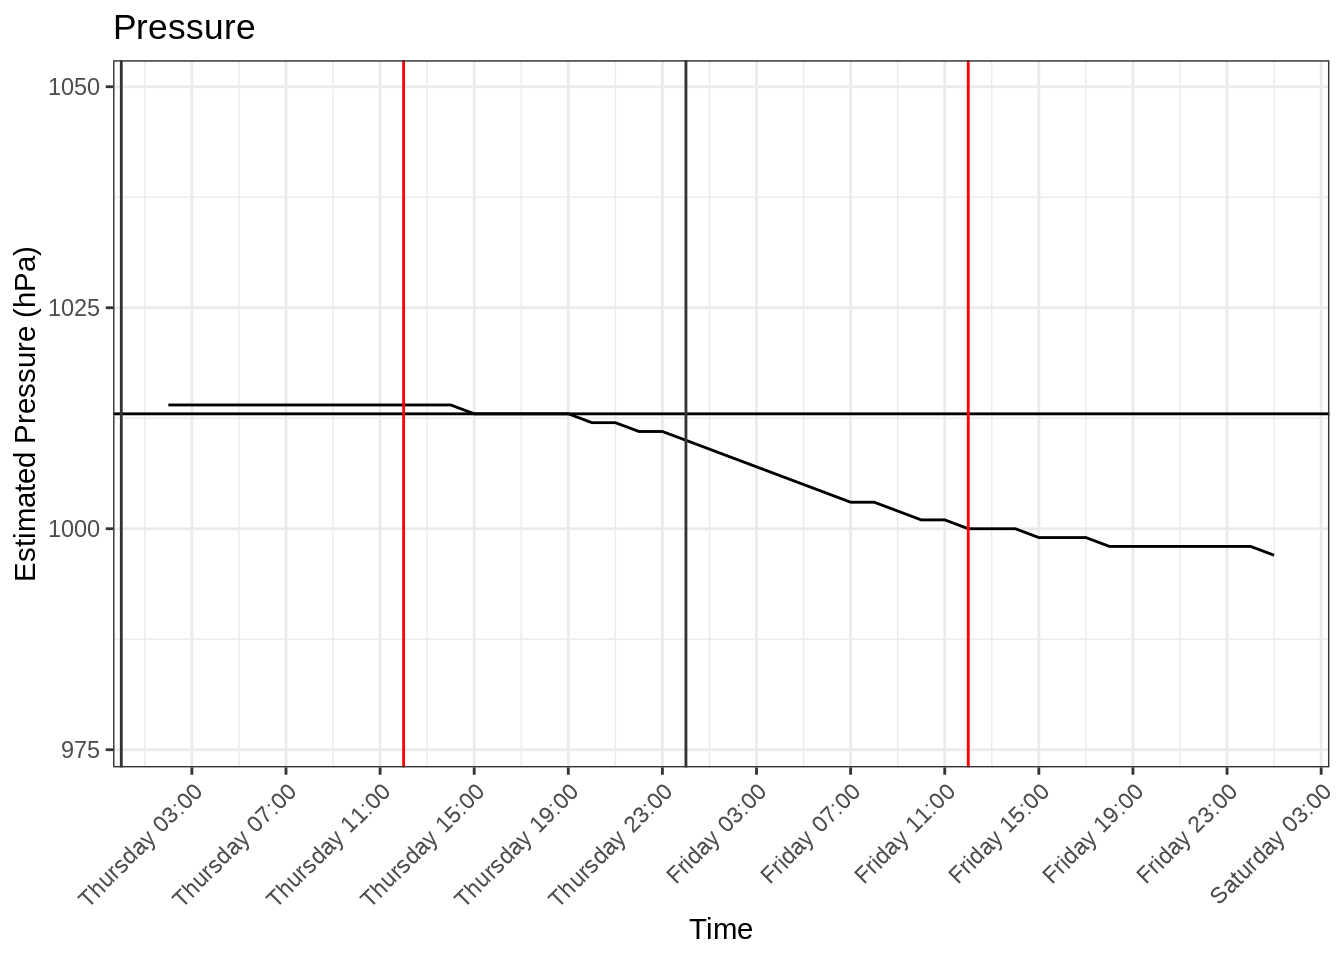 Pressure
Estimated Pressure (hPa)
1050
1025
1000
975
Thursday 03:00
Thursday 07:00
Thursday 11:00
Thursday 15:00
Thursday 19:00
Thursday 23:00
Friday 03:00
Friday 07:00
Friday 11:00
Friday 15:00
Friday 19:00
Friday 23:00
Saturday 03:00
Time